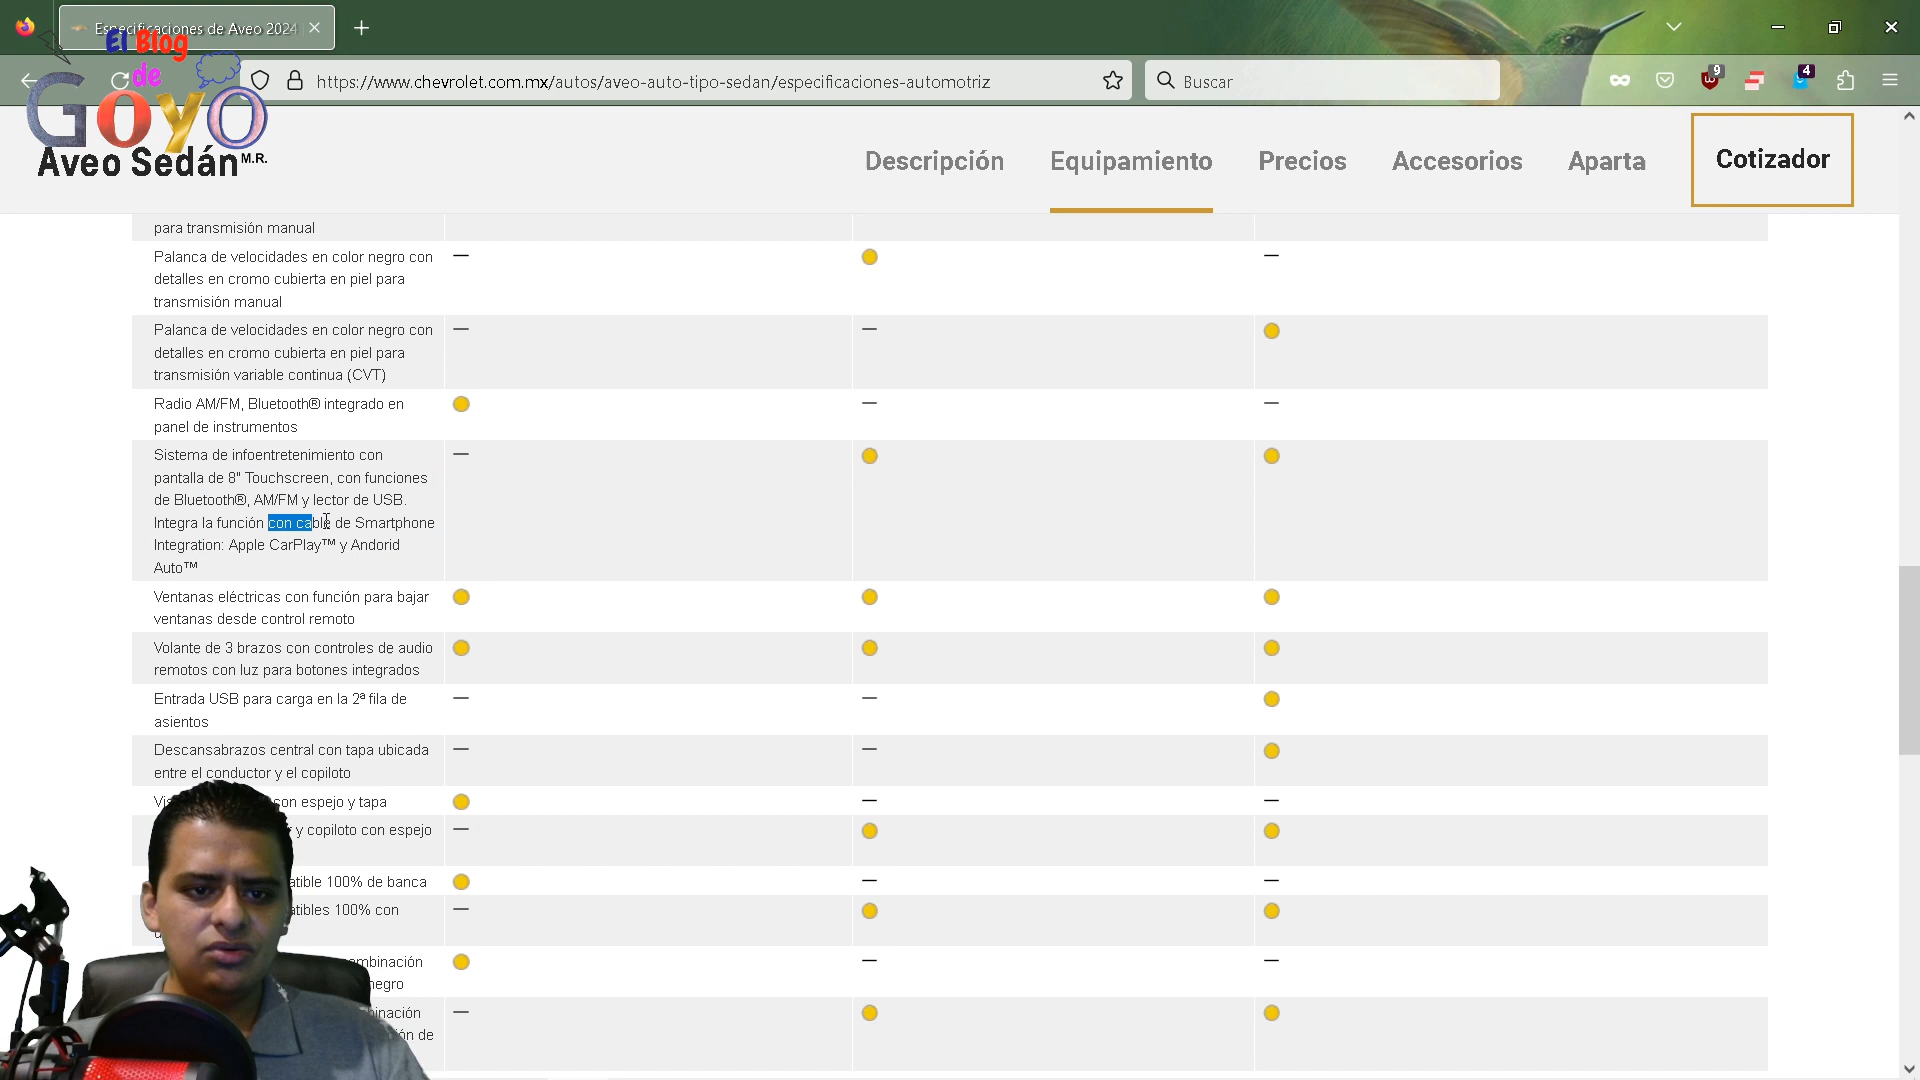 Especificaciones de Aveo 2024
El Blog
de
GOYO
https://www.chevrolet.com.mx/autos/aveo-auto-tipo-sedan/especificaciones-automotriz
Buscar
9
4
Aveo Sedán M.R.
Descripción
Equipamiento
Precios
Accesorios
Aparta
Cotizador
para transmisión manual
Palanca de velocidades en color negro con
detalles en cromo cubierta en piel para
transmisión manual
Palanca de velocidades en color negro con
detalles en cromo cubierta en piel para
transmisión variable continua (CVT)
Radio AM/FM, Bluetooth® integrado en
panel de instrumentos
Sistema de infoentretenimiento con
pantalla de 8" Touchscreen, con funciones
de Bluetooth®, AM/FM y lector de USB.
Integra la función con cable de Smartphone
Integration: Apple CarPlay™ y Andorid
Auto™
Ventanas eléctricas con función para bajar
ventanas desde control remoto
Volante de 3 brazos con controles de audio
remotos con luz para botones integrados
Entrada USB para carga en la 2ª fila de
asientos
Descansabrazos central con tapa ubicada
entre el conductor y el copiloto
con espejo y tapa
y copiloto con espejo
100% de banca
100% con
negro
de